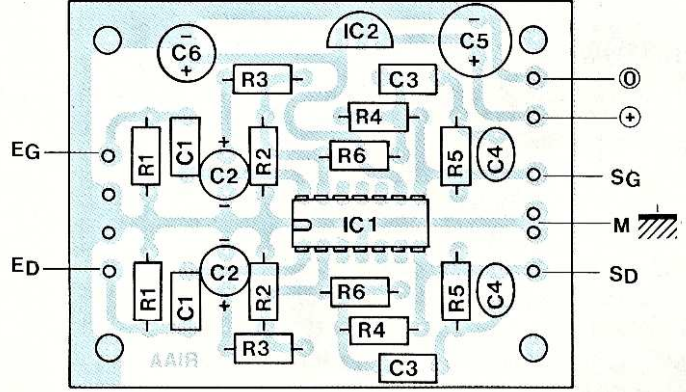 C6
-
+
IC2
C5
-
+
R3
C3
0
R4
+
EG
R1
C1
+
C2
-
R2
R6
R5
C4
SG
IC1
M
ED
R1
C1
-
C2
+
R2
R6
R5
C4
SD
R4
R3
C3
AAIR